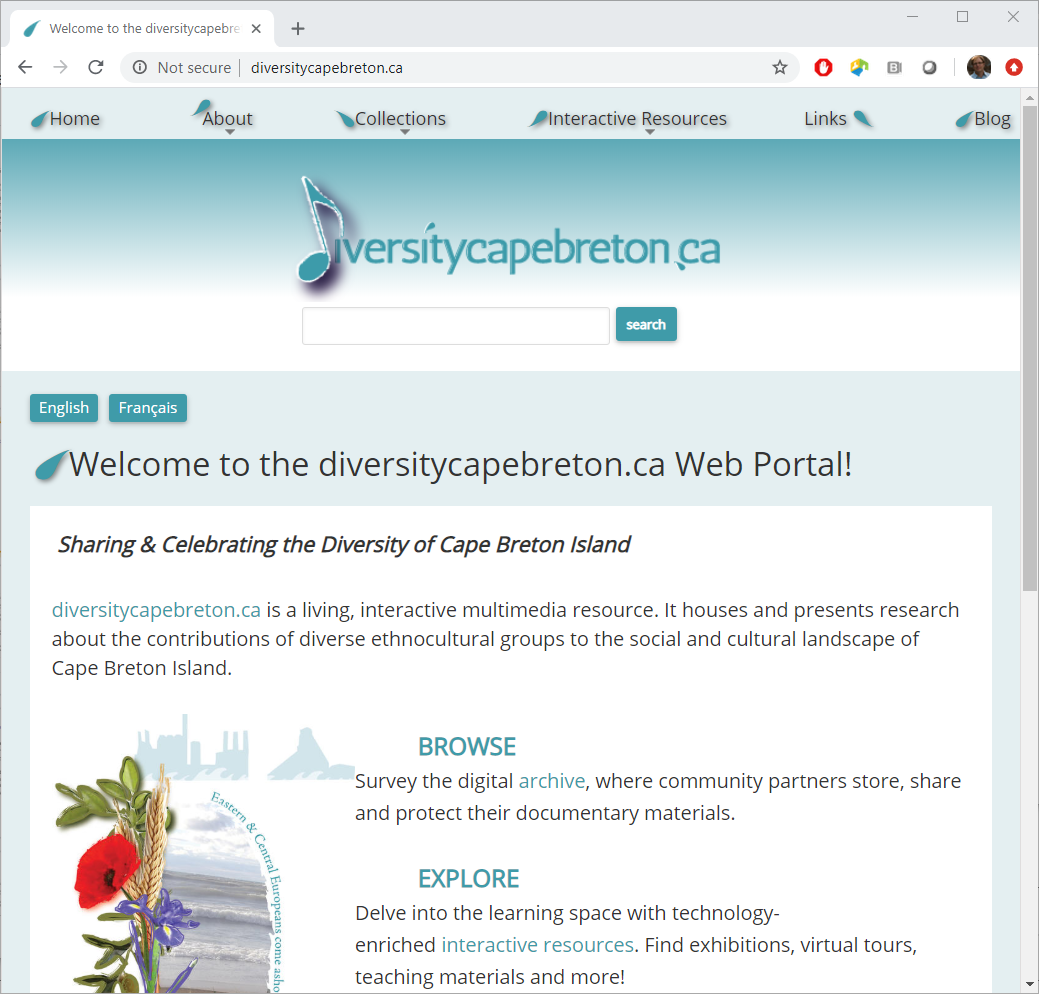 Welcome to the diversitycapebre
Not secure | diversitycapebreton.ca
Home About Collections Interactive Resources Links Blog
diversitycapebreton.ca
search
English Français
Welcome to the diversitycapebreton.ca Web Portal!
Sharing & Celebrating the Diversity of Cape Breton Island
diversitycapebreton.ca is a living, interactive multimedia resource. It houses and presents research
about the contributions of diverse ethnocultural groups to the social and cultural landscape of
Cape Breton Island.
BROWSE
Survey the digital archive, where community partners store, share
and protect their documentary materials.
Eastern & Central Europeans come asho
EXPLORE
Delve into the learning space with technology-
enriched interactive resources. Find exhibitions, virtual tours,
teaching materials and more!